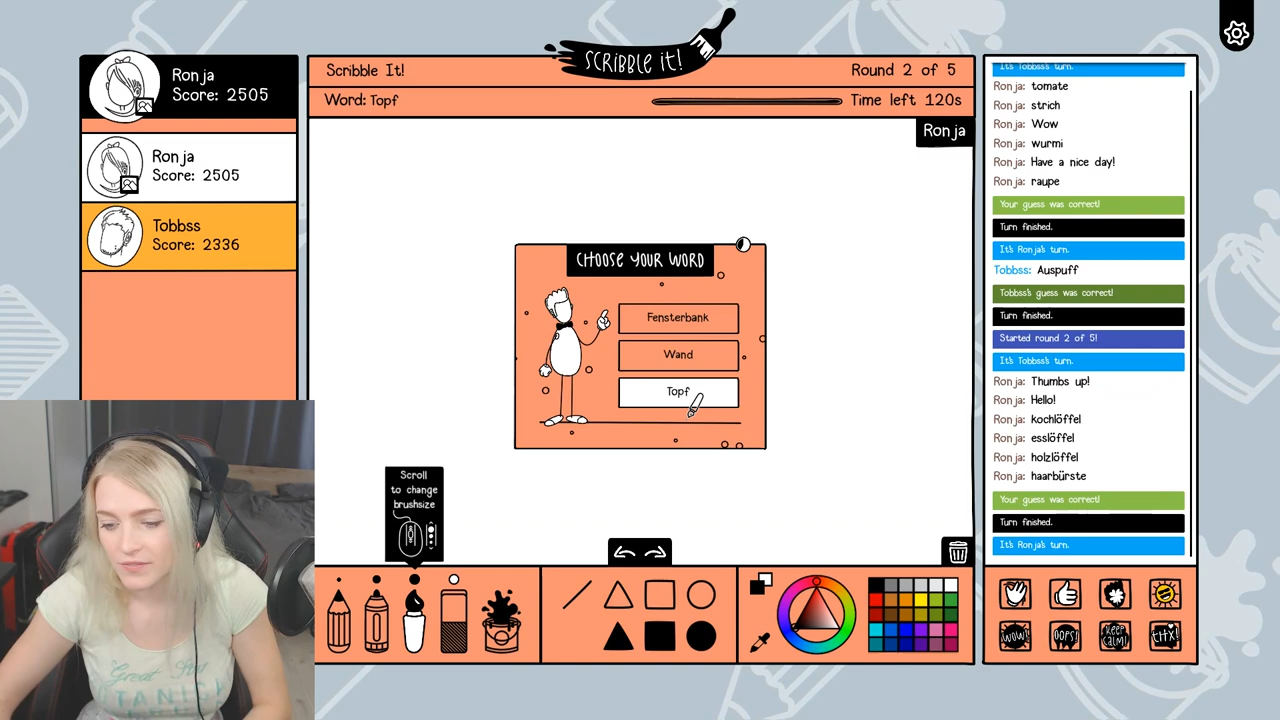 SCRIBBLE IT!
Ronja
Score: 2505
Ronja
Score: 2505
Tobbss
Score: 2336
Scribble It!
Round 2 of 5
Word: Topf
Time left 120s
Ronja
CHOOSE YOUR WORD
Fensterbank
Wand
Topf
Scroll
to change
brushsize
It's Tobbss's turn.
Ronja: tomate
Ronja: strich
Ronja: Wow
Ronja: wurmi
Ronja: Have a nice day!
Ronja: raupe
Your guess was correct!
Turn finished.
It's Ronja's turn.
Tobbss: Auspuff
Tobbss's guess was correct!
Turn finished.
Started round 2 of 5!
It's Tobbss's turn.
Ronja: Thumbs up!
Ronja: Hello!
Ronja: kochlöffel
Ronja: esslöffel
Ronja: holzlöffel
Ronja: haarbürste
Your guess was correct!
Turn finished.
It's Ronja's turn.
WOW!
OOPS!
KEEP
CALM!
THX!
Great
BOTANIST